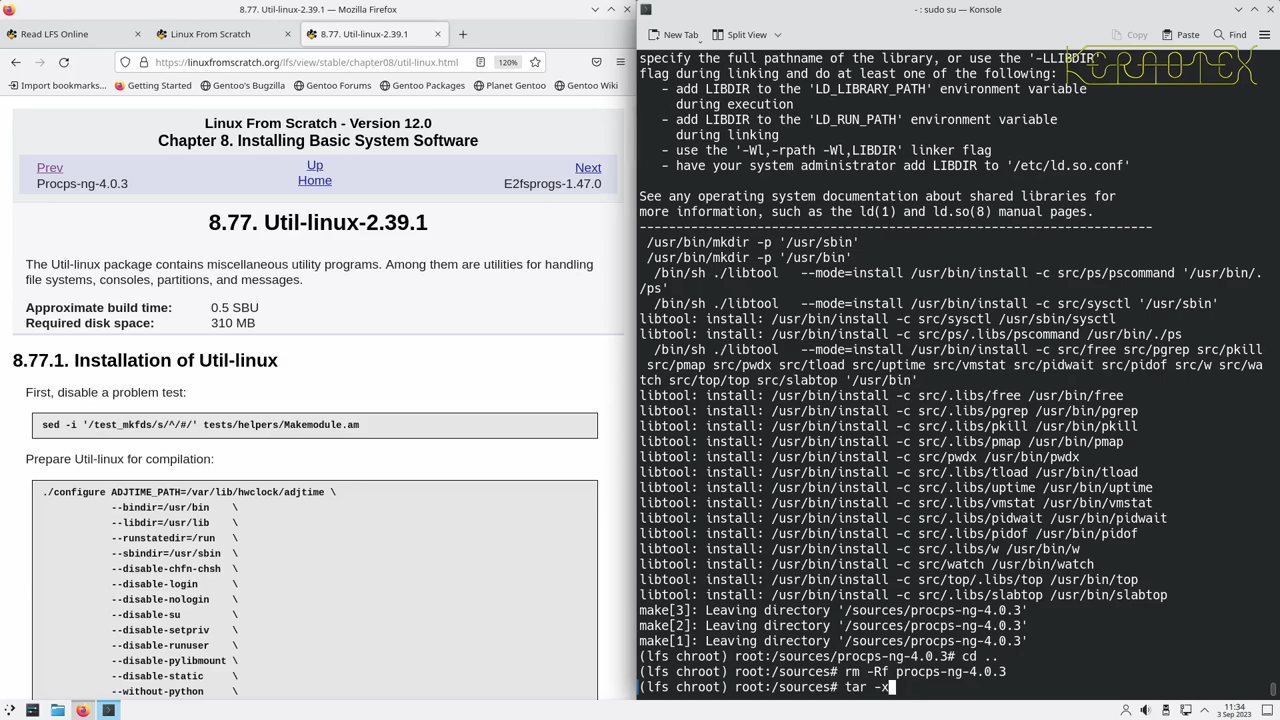 8.77. Util-linux-2.39.1 — Mozilla Firefox
Read LFS Online
Linux From Scratch
8.77. Util-linux-2.39.1
https://linuxfromscratch.org/lfs/view/stable/chapter08/util-linux.html
120%
Import bookmarks...
Getting Started
Gentoo's Bugzilla
Gentoo Forums
Gentoo Packages
Planet Gentoo
Gentoo Wiki
Linux From Scratch - Version 12.0
Chapter 8. Installing Basic System Software
Prev
Up
Next
Procps-ng-4.0.3
Home
E2fsprogs-1.47.0
8.77. Util-linux-2.39.1
The Util-linux package contains miscellaneous utility programs. Among them are utilities for handling
file systems, consoles, partitions, and messages.
Approximate build time: 0.5 SBU
Required disk space: 310 MB
8.77.1. Installation of Util-linux
First, disable a problem test:
sed -i '/test_mkfds/s/^/#/' tests/helpers/Makemodule.am
Prepare Util-linux for compilation:
./configure ADJTIME_PATH=/var/lib/hwclock/adjtime \
--bindir=/usr/bin \
--libdir=/usr/lib \
--runstatedir=/run \
--sbindir=/usr/sbin \
--disable-chfn-chsh \
--disable-login \
--disable-nologin \
--disable-su \
--disable-setpriv \
--disable-runuser \
--disable-pylibmount \
--disable-static \
--without-python \
- : sudo su — Konsole
New Tab
Split View
Copy
Paste
Find
KERNOTEX
specify the full pathname of the library, or use the '-LLIBDIR'
flag during linking and do at least one of the following:
- add LIBDIR to the 'LD_LIBRARY_PATH' environment variable
during execution
- add LIBDIR to the 'LD_RUN_PATH' environment variable
during linking
- use the '-Wl,-rpath -Wl,LIBDIR' linker flag
- have your system administrator add LIBDIR to '/etc/ld.so.conf'
See any operating system documentation about shared libraries for
more information, such as the ld(1) and ld.so(8) manual pages.
----------------------------------------------------------------------
/usr/bin/mkdir -p '/usr/sbin'
/usr/bin/mkdir -p '/usr/bin'
/bin/sh ./libtool   --mode=install /usr/bin/install -c src/ps/pscommand '/usr/bin/.
/ps'
/bin/sh ./libtool   --mode=install /usr/bin/install -c src/sysctl '/usr/sbin'
libtool: install: /usr/bin/install -c src/sysctl /usr/sbin/sysctl
libtool: install: /usr/bin/install -c src/ps/.libs/pscommand /usr/bin/./ps
/bin/sh ./libtool   --mode=install /usr/bin/install -c src/free src/pgrep src/pkill
src/pmap src/pwdx src/tload src/uptime src/vmstat src/pidwait src/pidof src/w src/wa
tch src/top/top src/slabtop '/usr/bin'
libtool: install: /usr/bin/install -c src/.libs/free /usr/bin/free
libtool: install: /usr/bin/install -c src/.libs/pgrep /usr/bin/pgrep
libtool: install: /usr/bin/install -c src/.libs/pkill /usr/bin/pkill
libtool: install: /usr/bin/install -c src/.libs/pmap /usr/bin/pmap
libtool: install: /usr/bin/install -c src/pwdx /usr/bin/pwdx
libtool: install: /usr/bin/install -c src/.libs/tload /usr/bin/tload
libtool: install: /usr/bin/install -c src/.libs/uptime /usr/bin/uptime
libtool: install: /usr/bin/install -c src/.libs/vmstat /usr/bin/vmstat
libtool: install: /usr/bin/install -c src/.libs/pidwait /usr/bin/pidwait
libtool: install: /usr/bin/install -c src/.libs/pidof /usr/bin/pidof
libtool: install: /usr/bin/install -c src/.libs/w /usr/bin/w
libtool: install: /usr/bin/install -c src/watch /usr/bin/watch
libtool: install: /usr/bin/install -c src/top/.libs/top /usr/bin/top
libtool: install: /usr/bin/install -c src/.libs/slabtop /usr/bin/slabtop
make[3]: Leaving directory '/sources/procps-ng-4.0.3'
make[2]: Leaving directory '/sources/procps-ng-4.0.3'
make[1]: Leaving directory '/sources/procps-ng-4.0.3'
(lfs chroot) root:/sources/procps-ng-4.0.3# cd ..
(lfs chroot) root:/sources# rm -Rf procps-ng-4.0.3
(lfs chroot) root:/sources# tar -x
11:34
3 Sep 2023